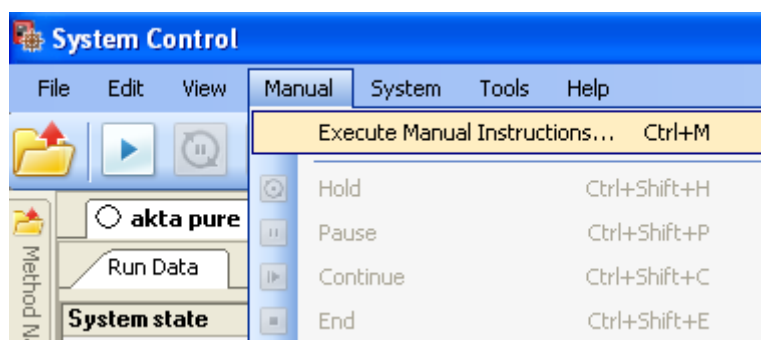 System Control
File Edit View Manual System Tools Help
Execute Manual Instructions... Ctrl+M
Hold Ctrl+Shift+H
akta pure
Pause Ctrl+Shift+P
Run Data
Continue Ctrl+Shift+C
System state
End Ctrl+Shift+E
Method